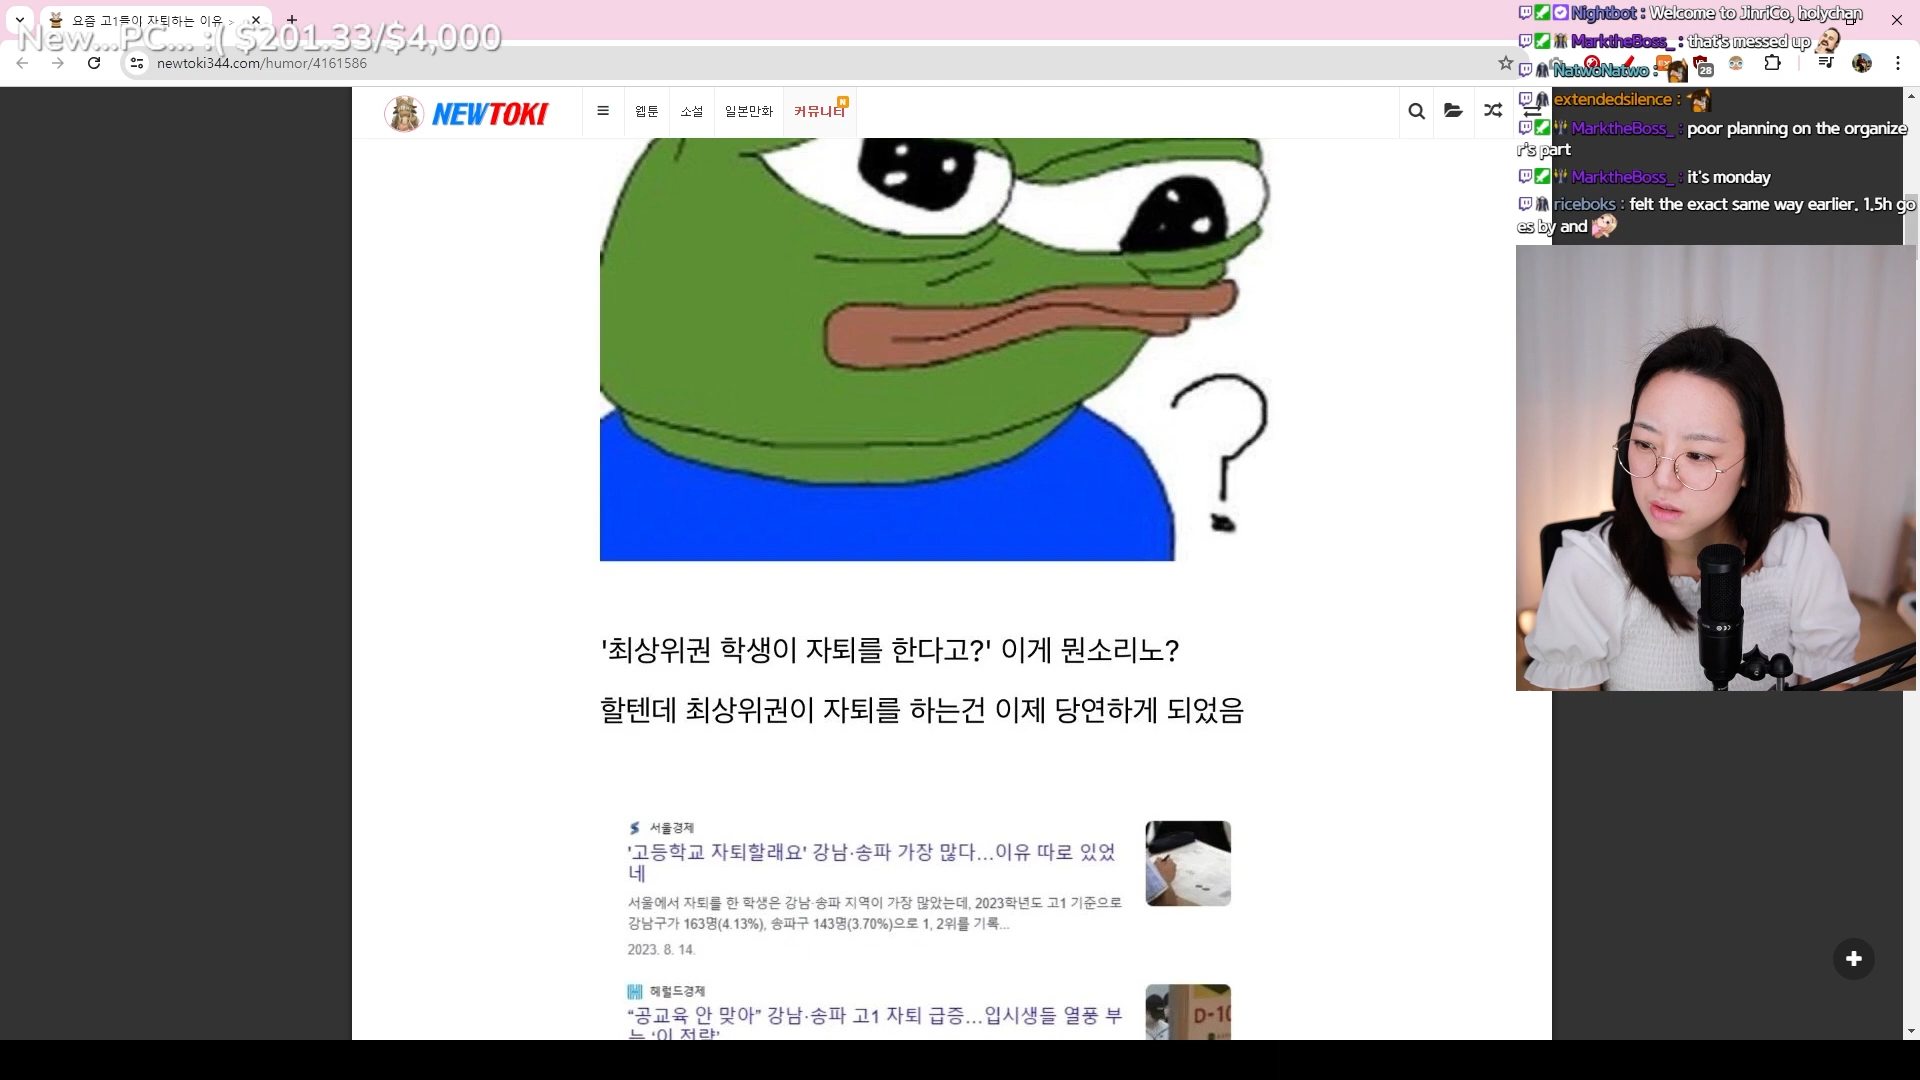 요즘 고1들이 자퇴하는 이유 >
New...PC... :( $201.33/$4,000
newtoki344.com/humor/4161586
28
NEWTOKI
웹툰
소설
일본만화
커뮤니티
N
Nightbot : Welcome to JinriCo, holychan
MarktheBoss_ : that's messed up
NatwoNatwo :
extendedsilence :
MarktheBoss_ : poor planning on the organize
r's part
MarktheBoss_ : it's monday
riceboks : felt the exact same way earlier. 1.5h go
es by and
?
'최상위권 학생이 자퇴를 한다고?' 이게 뭔소리노?
할텐데 최상위권이 자퇴를 하는건 이제 당연하게 되었음
서울경제
'고등학교 자퇴할래요' 강남·송파 가장 많다...이유 따로 있었
네
서울에서 자퇴를 한 학생은 강남·송파 지역이 가장 많았는데, 2023학년도 고1 기준으로
강남구가 163명(4.13%), 송파구 143명(3.70%)으로 1, 2위를 기록...
2023. 8. 14.
헤럴드경제
“공교육 안 맞아” 강남·송파 고1 자퇴 급증...입시생들 열풍 부
는 ‘이 전략’
D-10